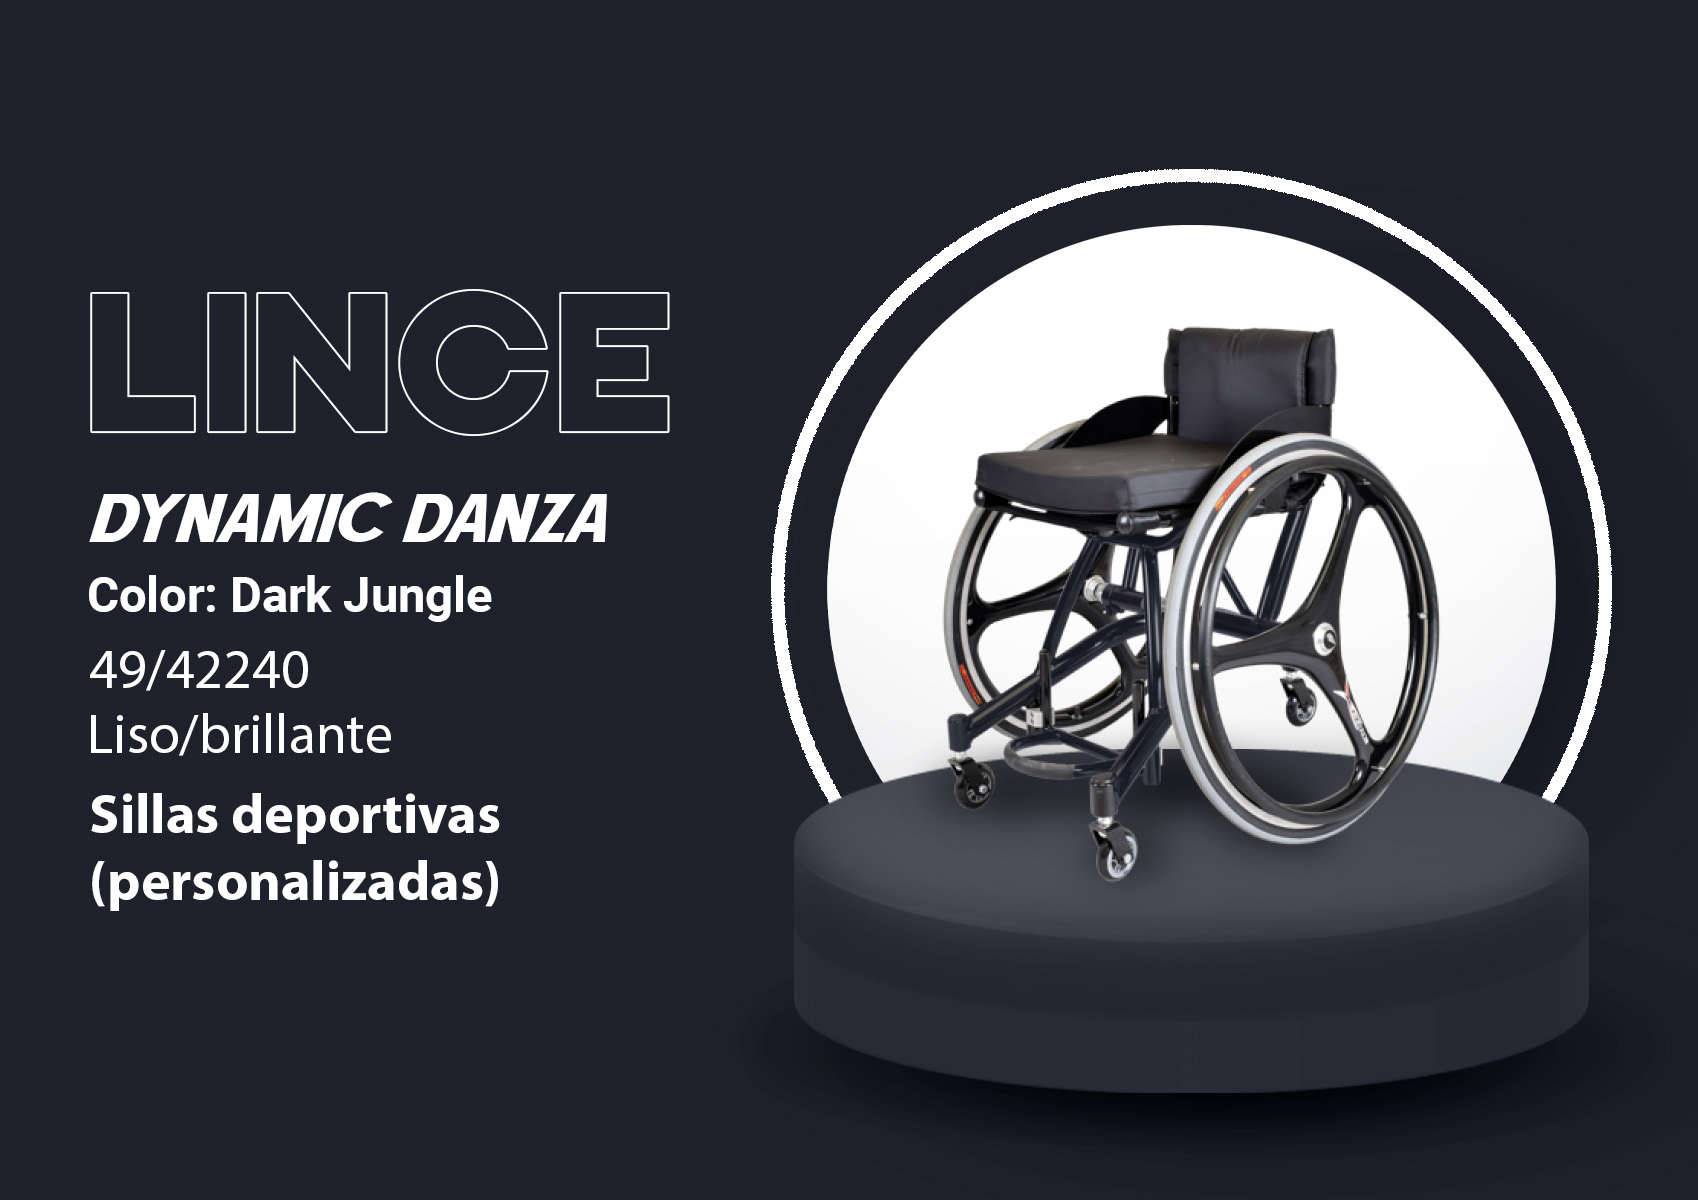 LINCE
DYNAMIC DANZA
Color: Dark Jungle
49/42240
Liso/brillante
Sillas deportivas
(personalizadas)